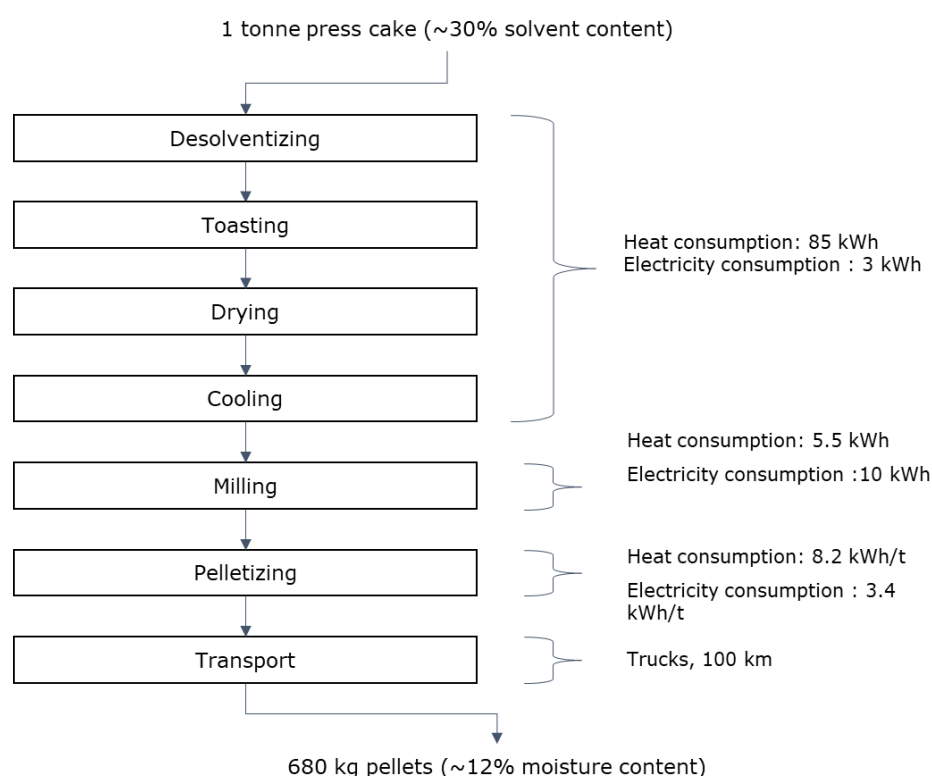 1 tonne press cake (~30% solvent content)
Desolventizing
Toasting
Drying
Cooling
Heat consumption: 85 kWh
Electricity consumption : 3 kWh
Milling
Heat consumption: 5.5 kWh
Electricity consumption :10 kWh
Pelletizing
Heat consumption: 8.2 kWh/t
Electricity consumption : 3.4
kWh/t
Transport
Trucks, 100 km
680 kg pellets (~12% moisture content)